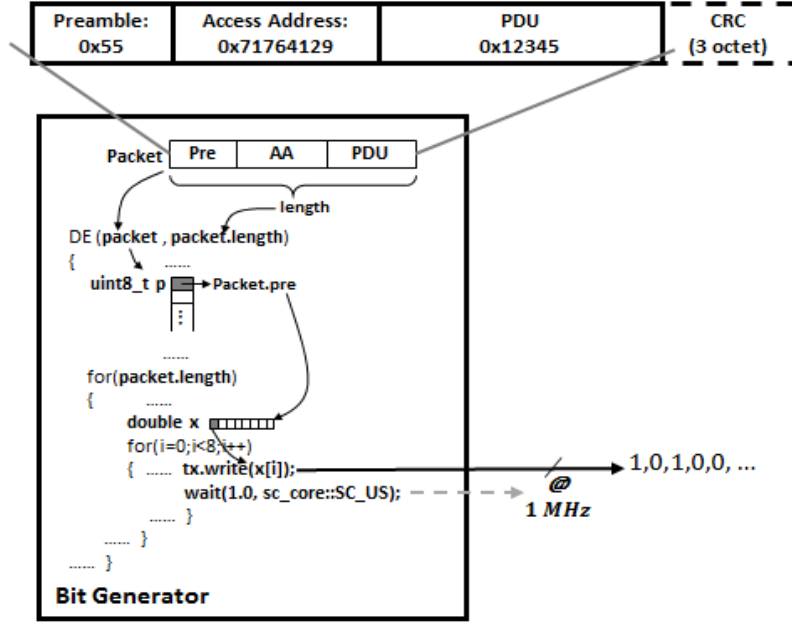 Preamble: Access Address: PDU CRC
0x55 0x71764129 0x12345 (3 octet)
Packet Pre AA PDU
length
DE (packet , packet.length)
{ ......
uint8_t p Packet.pre
⋮
......
for(packet.length)
{ ......
double x
for(i=0;i<8;i++)
{ ...... tx.write(x[i]); 1,0,1,0,0, ...
wait(1.0, sc_core::SC_US); @
1 MHz
...... }
...... }
...... }
Bit Generator